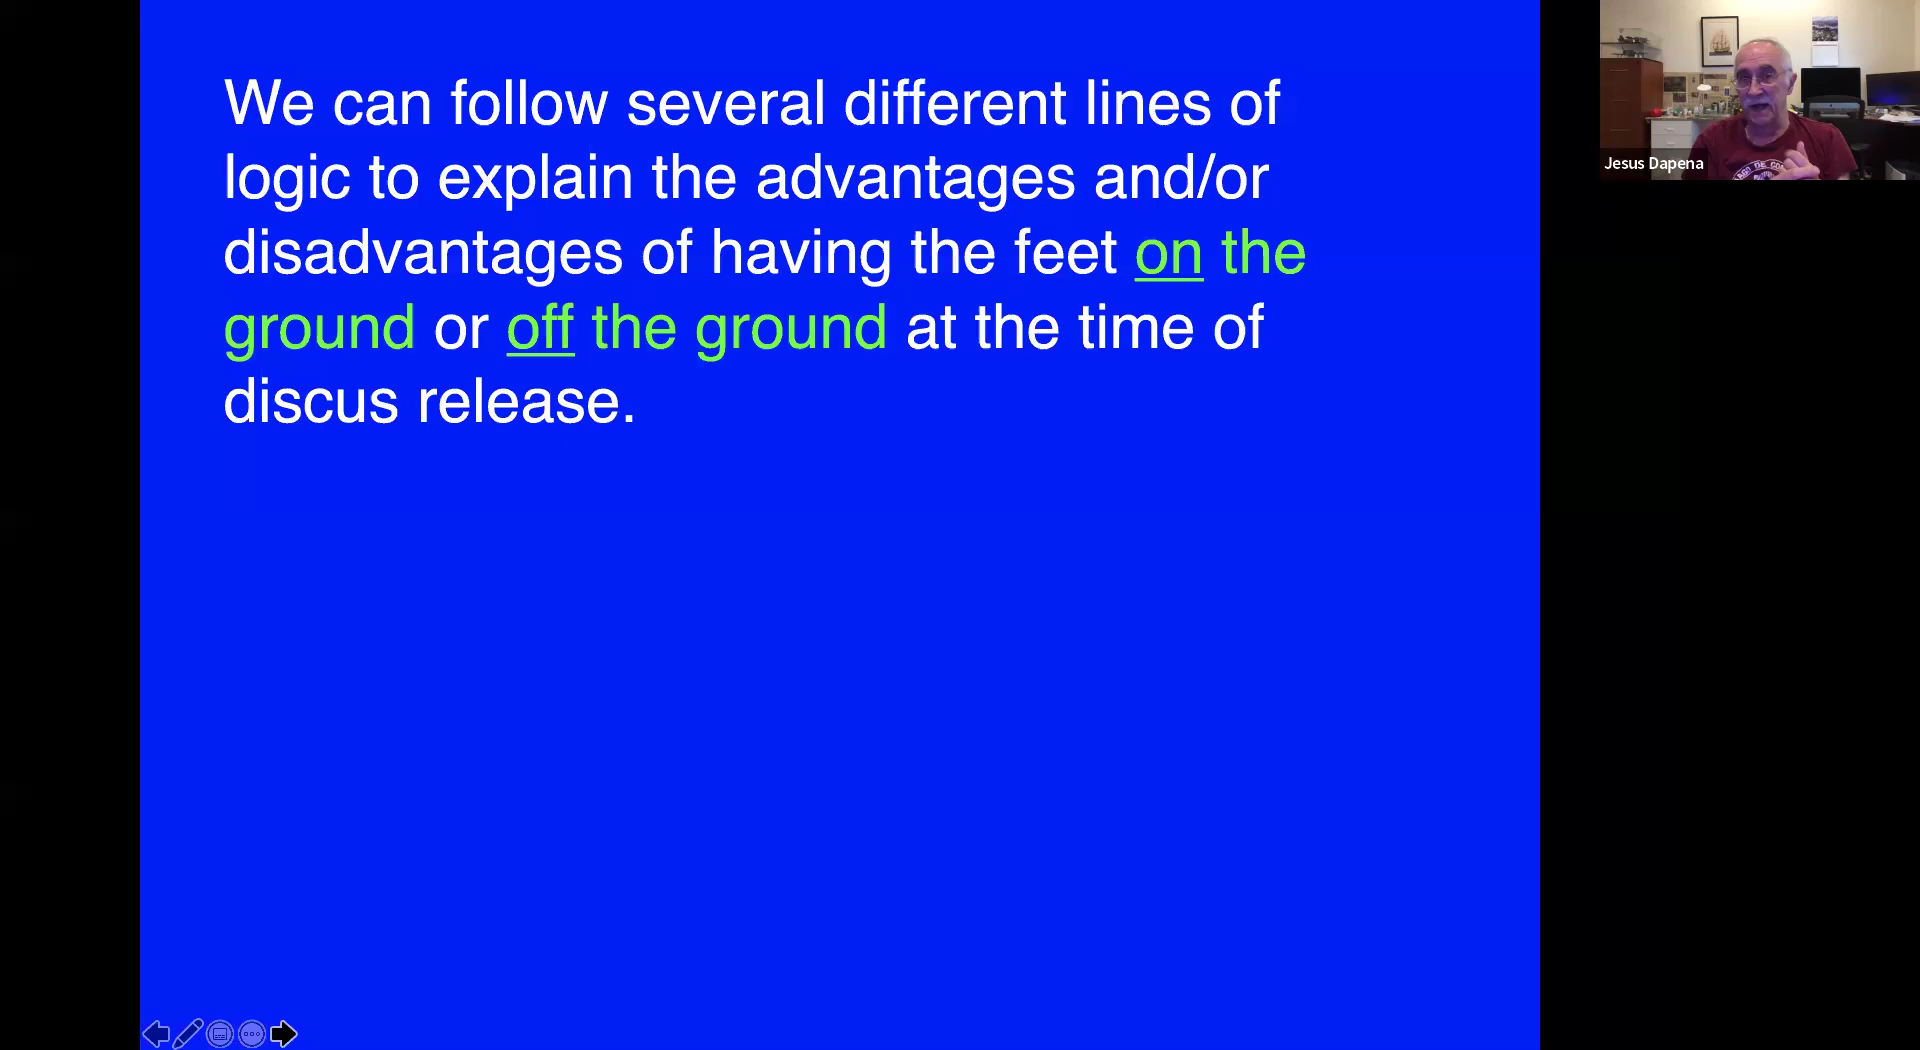 We can follow several different lines of
logic to explain the advantages and/or
disadvantages of having the feet on the
ground or off the ground at the time of
discus release.
Jesus Dapena